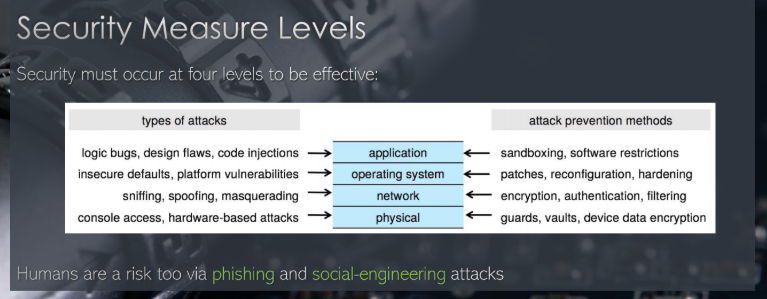 Security Measure Levels
Security must occur at four levels to be effective:
types of attacks attack prevention methods
logic bugs, design flaws, code injections application sandboxing, software restrictions
insecure defaults, platform vulnerabilities operating system patches, reconfiguration, hardening
sniffing, spoofing, masquerading network encryption, authentication, filtering
console access, hardware-based attacks physical guards, vaults, device data encryption
Humans are a risk too via phishing and social-engineering attacks